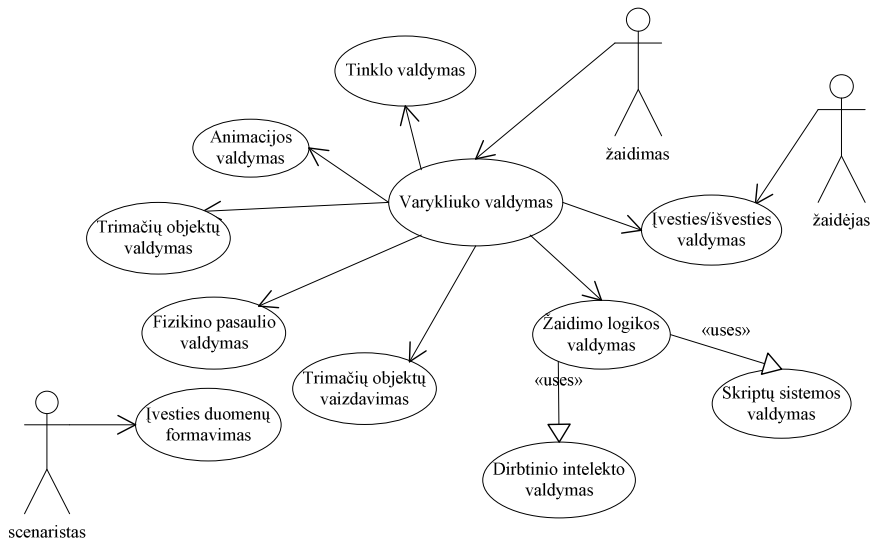 Tinklo valdymas
žaidimas
Animacijos
valdymas
žaidėjas
Varykliuko valdymas
Trimačių objektų
valdymas
Įvesties/išvesties
valdymas
Fizikino pasaulio
valdymas
Žaidimo logikos
valdymas
«uses»
«uses»
Trimačių objektų
vaizdavimas
Skriptų sistemos
valdymas
Įvesties duomenų
formavimas
Dirbtinio intelekto
valdymas
scenaristas